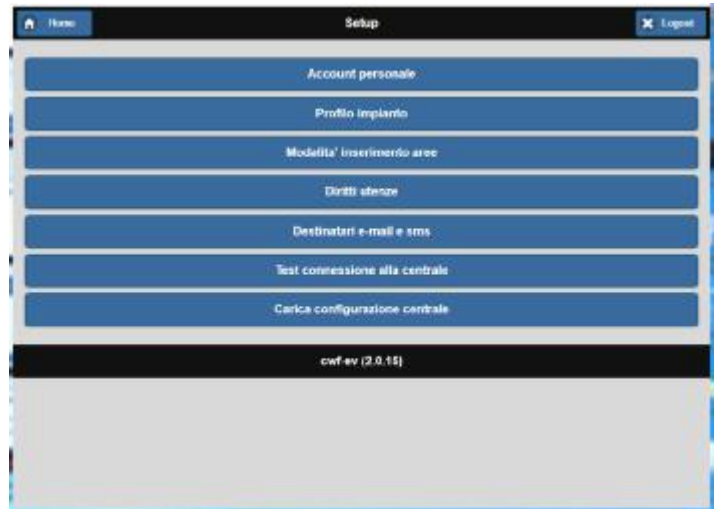 Home Setup Logout
Account personale
Profilo impianto
Modalita' inserimento aree
Diritti utenze
Destinatari e-mail e sms
Test connessione alla centrale
Carica configurazione centrale
cwf-ev (2.0.15)